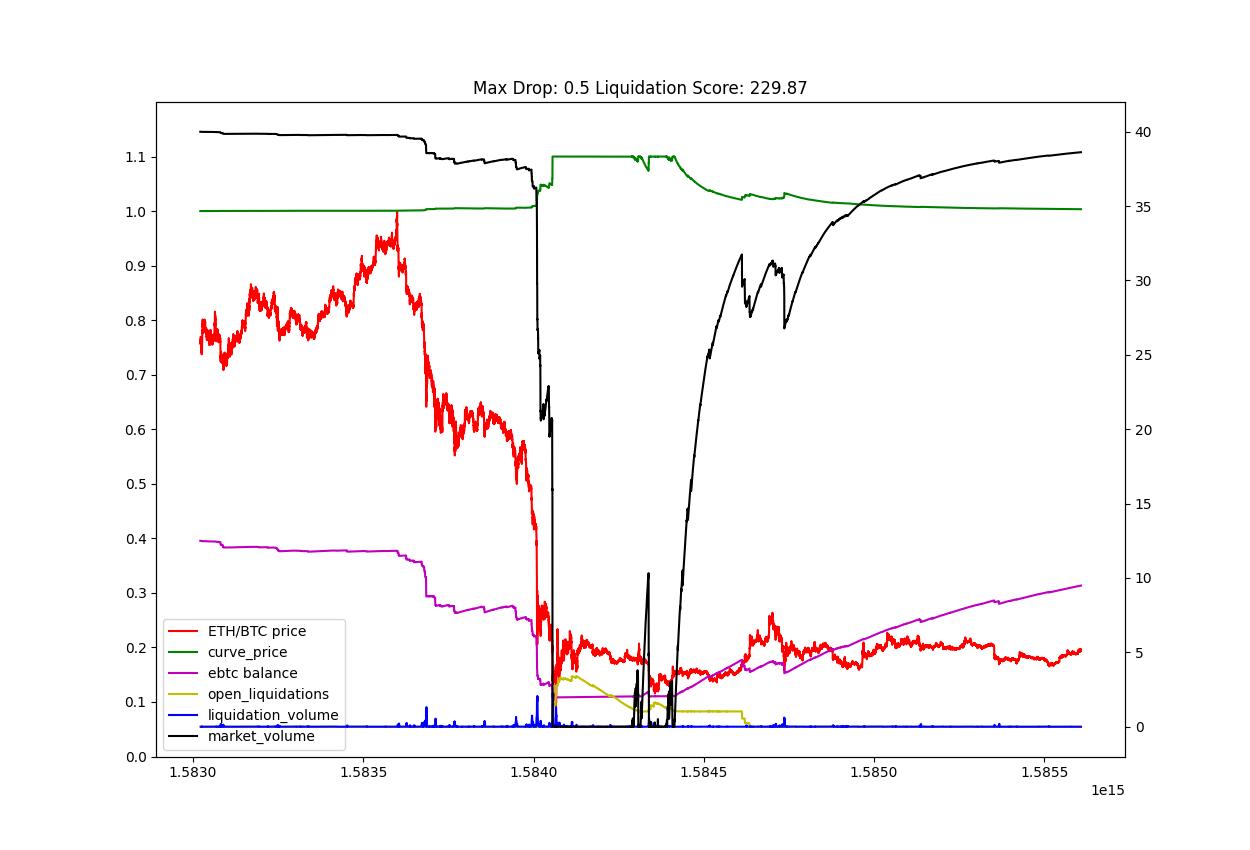 Max Drop: 0.5 Liquidation Score: 229.87
1.1
1.0
0.9
0.8
0.7
0.6
0.5
0.4
0.3
0.2
0.1
0.0
40
35
30
25
20
15
10
5
0
ETH/BTC price
curve_price
ebtc balance
open_liquidations
liquidation_volume
market_volume
1.5830 1.5835 1.5840 1.5845 1.5850 1.5855
1e15